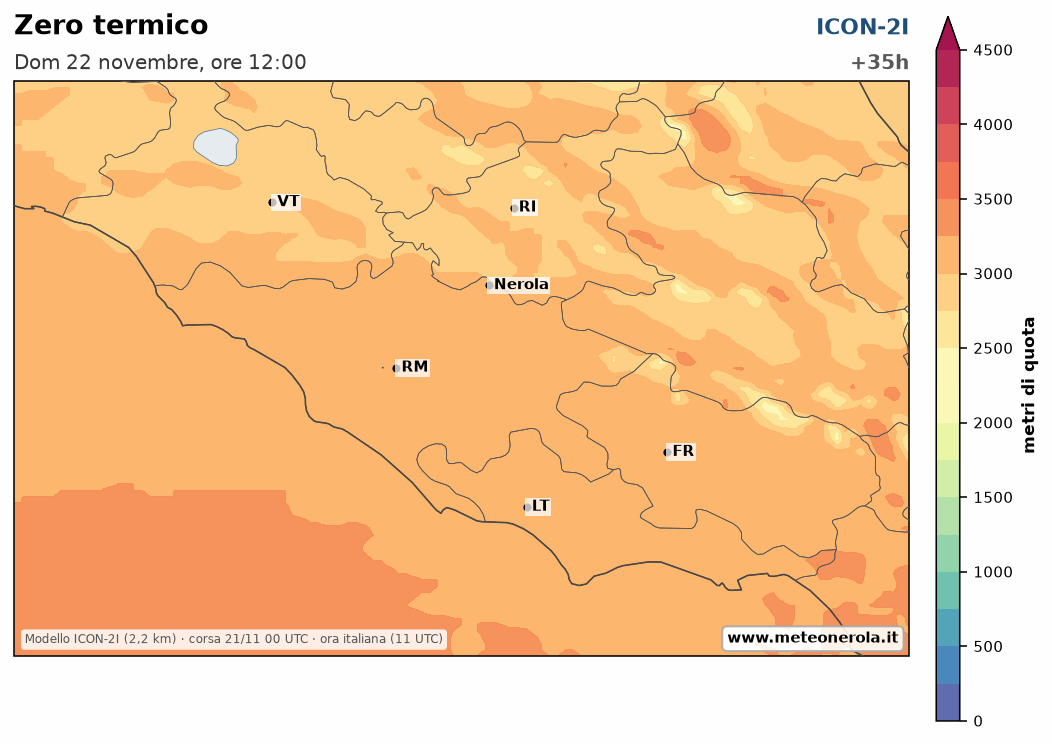 Zero termico
ICON-2I
Dom 22 novembre, ore 12:00
+35h
VT
RI
Nerola
RM
FR
LT
Modello ICON-2I (2,2 km) · corsa 21/11 00 UTC · ora italiana (11 UTC)
www.meteonerola.it
4500
4000
3500
3000
2500
2000
1500
1000
500
0
metri di quota